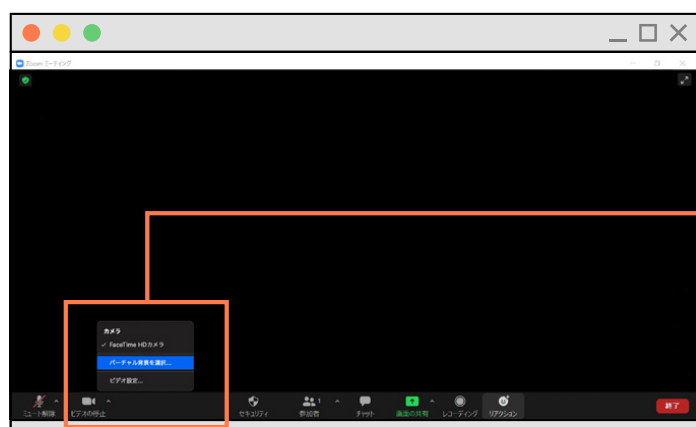 Zoom ミーティング
カメラ
✓ FaceTime HDカメラ
バーチャル背景を選択...
ビデオ設定...
ミュート解除
ビデオの停止
セキュリティ
1
参加者
チャット
画面の共有
レコーディング
リアクション
終了